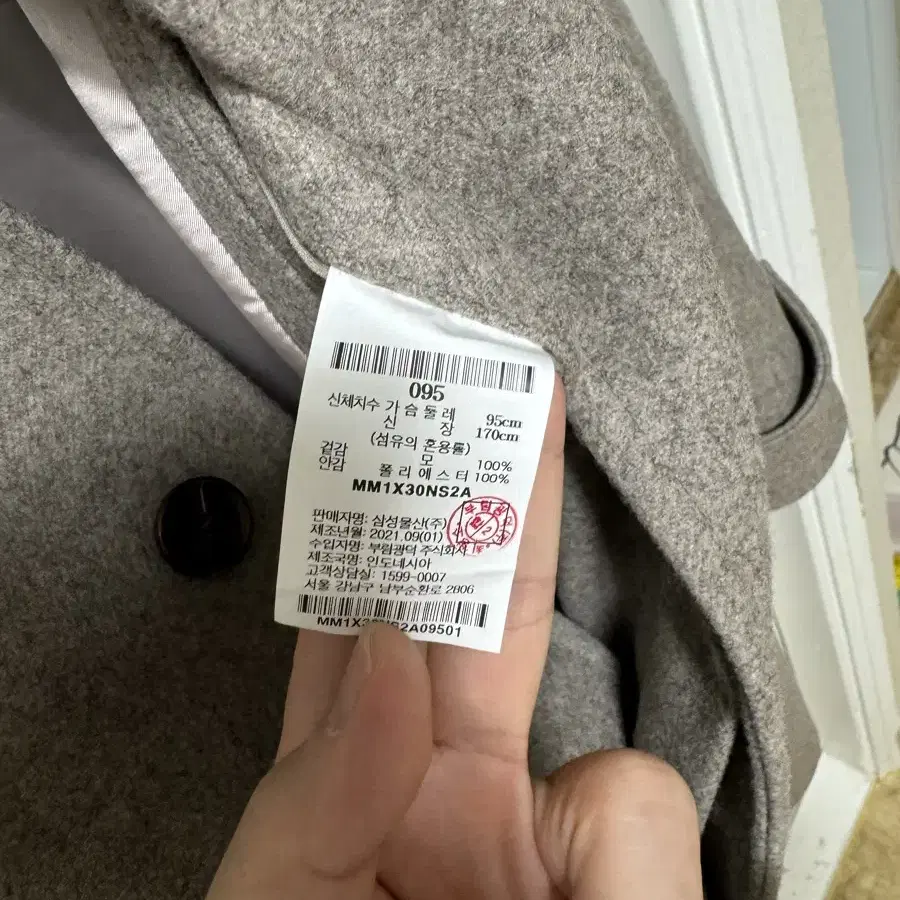 095
신체치수 가 슴 둘 레 95cm
신 장 170cm
(섬유의 혼용률)
겉감 모 100%
안감 폴 리 에 스 터 100%
MM1X30NS2A
판매자명: 삼성물산(주)
제조년월: 2021.09(01)
수입자명: 부림광덕 주식회사
제조국명: 인도네시아
고객상담실: 1599-0007
서울 강남구 남부순환로 2806
MM1X30NS2A09501